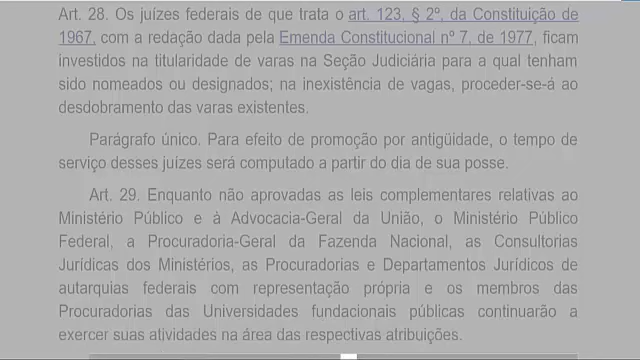 Art. 28. Os juízes federais de que trata o art. 123, § 2º, da Constituição de
1967, com a redação dada pela Emenda Constitucional nº 7, de 1977, ficam
investidos na titularidade de varas na Seção Judiciária para a qual tenham
sido nomeados ou designados; na inexistência de vagas, proceder-se-á ao
desdobramento das varas existentes.
Parágrafo único. Para efeito de promoção por antigüidade, o tempo de
serviço desses juízes será computado a partir do dia de sua posse.
Art. 29. Enquanto não aprovadas as leis complementares relativas ao
Ministério Público e à Advocacia-Geral da União, o Ministério Público
Federal, a Procuradoria-Geral da Fazenda Nacional, as Consultorias
Jurídicas dos Ministérios, as Procuradorias e Departamentos Jurídicos de
autarquias federais com representação própria e os membros das
Procuradorias das Universidades fundacionais públicas continuarão a
exercer suas atividades na área das respectivas atribuições.